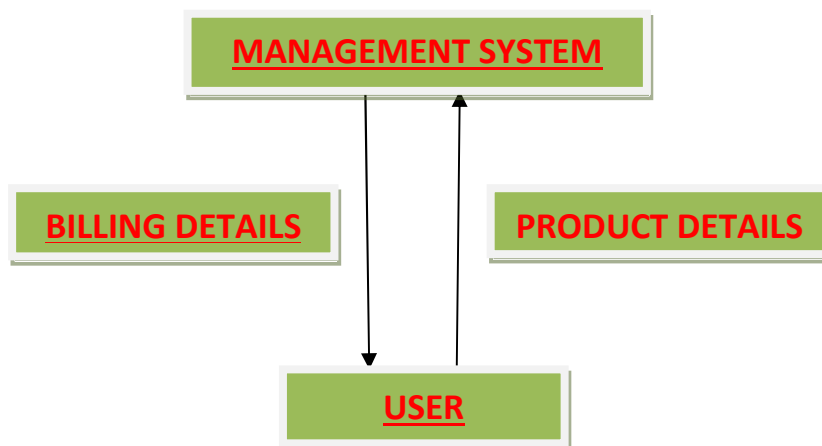 MANAGEMENT SYSTEM
BILLING DETAILS
PRODUCT DETAILS
USER